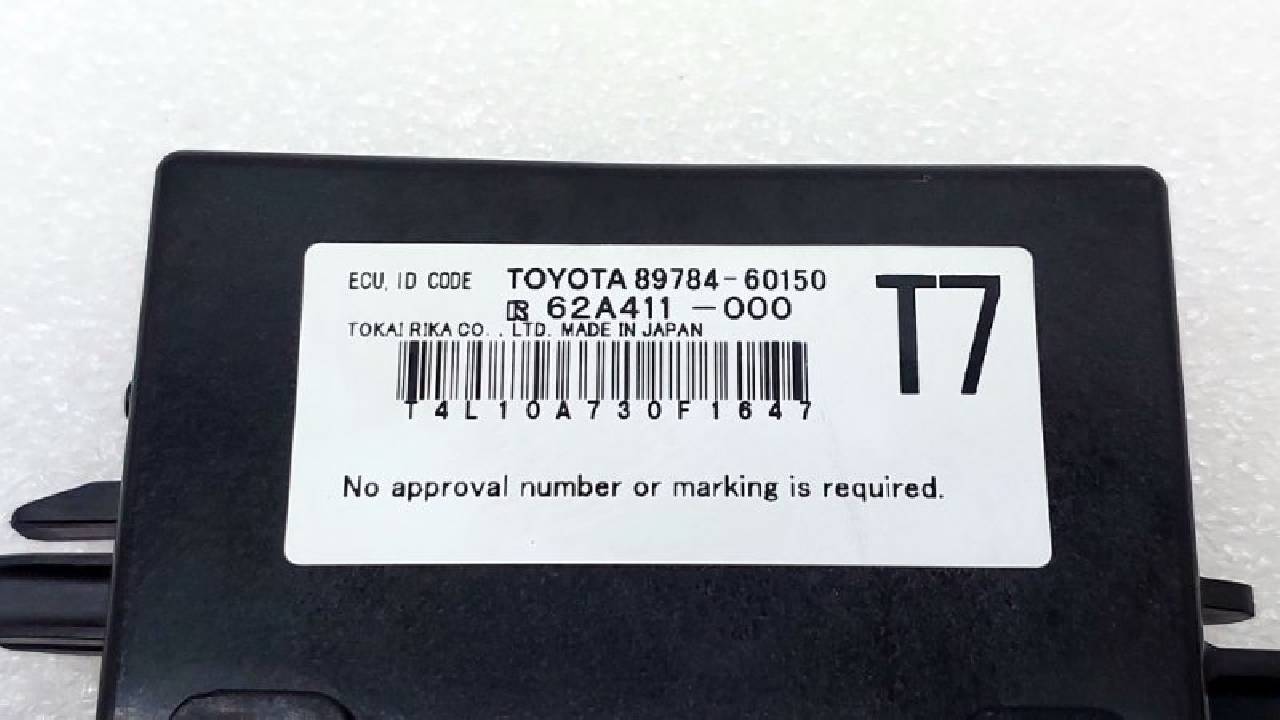 ECU, ID CODE TOYOTA 89784-60150
R 62A411-000
TOKAI RIKA CO., LTD. MADE IN JAPAN
T4L10A730F1647
T7
No approval number or marking is required.